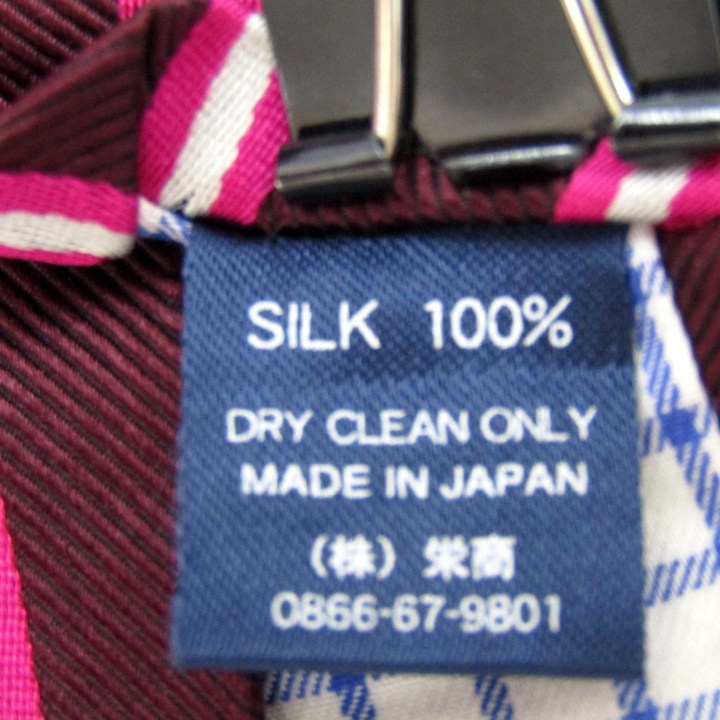 SILK 100%
DRY CLEAN ONLY
MADE IN JAPAN
(株) 栄商
0866-67-9801